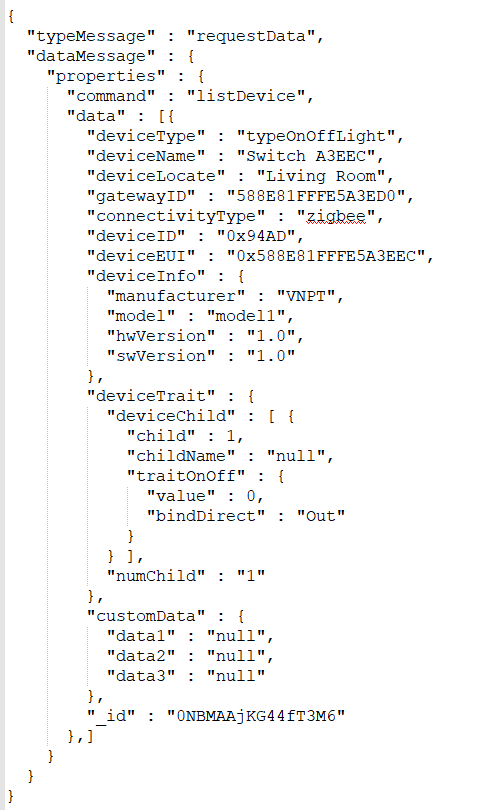 {
  "typeMessage" : "requestData",
  "dataMessage" : {
    "properties" : {
      "command" : "listDevice",
      "data" : [{
        "deviceType" : "typeOnOffLight",
        "deviceName" : "Switch A3EEC",
        "deviceLocate" : "Living Room",
        "gatewayID" : "588E81FFFE5A3ED0",
        "connectivityType" : "zigbee",
        "deviceID" : "0x94AD",
        "deviceEUI" : "0x588E81FFFE5A3EEC",
        "deviceInfo" : {
          "manufacturer" : "VNPT",
          "model" : "model1",
          "hwVersion" : "1.0",
          "swVersion" : "1.0"
        },
        "deviceTrait" : {
          "deviceChild" : [ {
            "child" : 1,
            "childName" : "null",
            "traitOnOff" : {
              "value" : 0,
              "bindDirect" : "Out"
            }
          } ],
          "numChild" : "1"
        },
        "customData" : {
          "data1" : "null",
          "data2" : "null",
          "data3" : "null"
        },
        "_id" : "0NBMAAjKG44fT3M6"
      },]
    }
  }
}